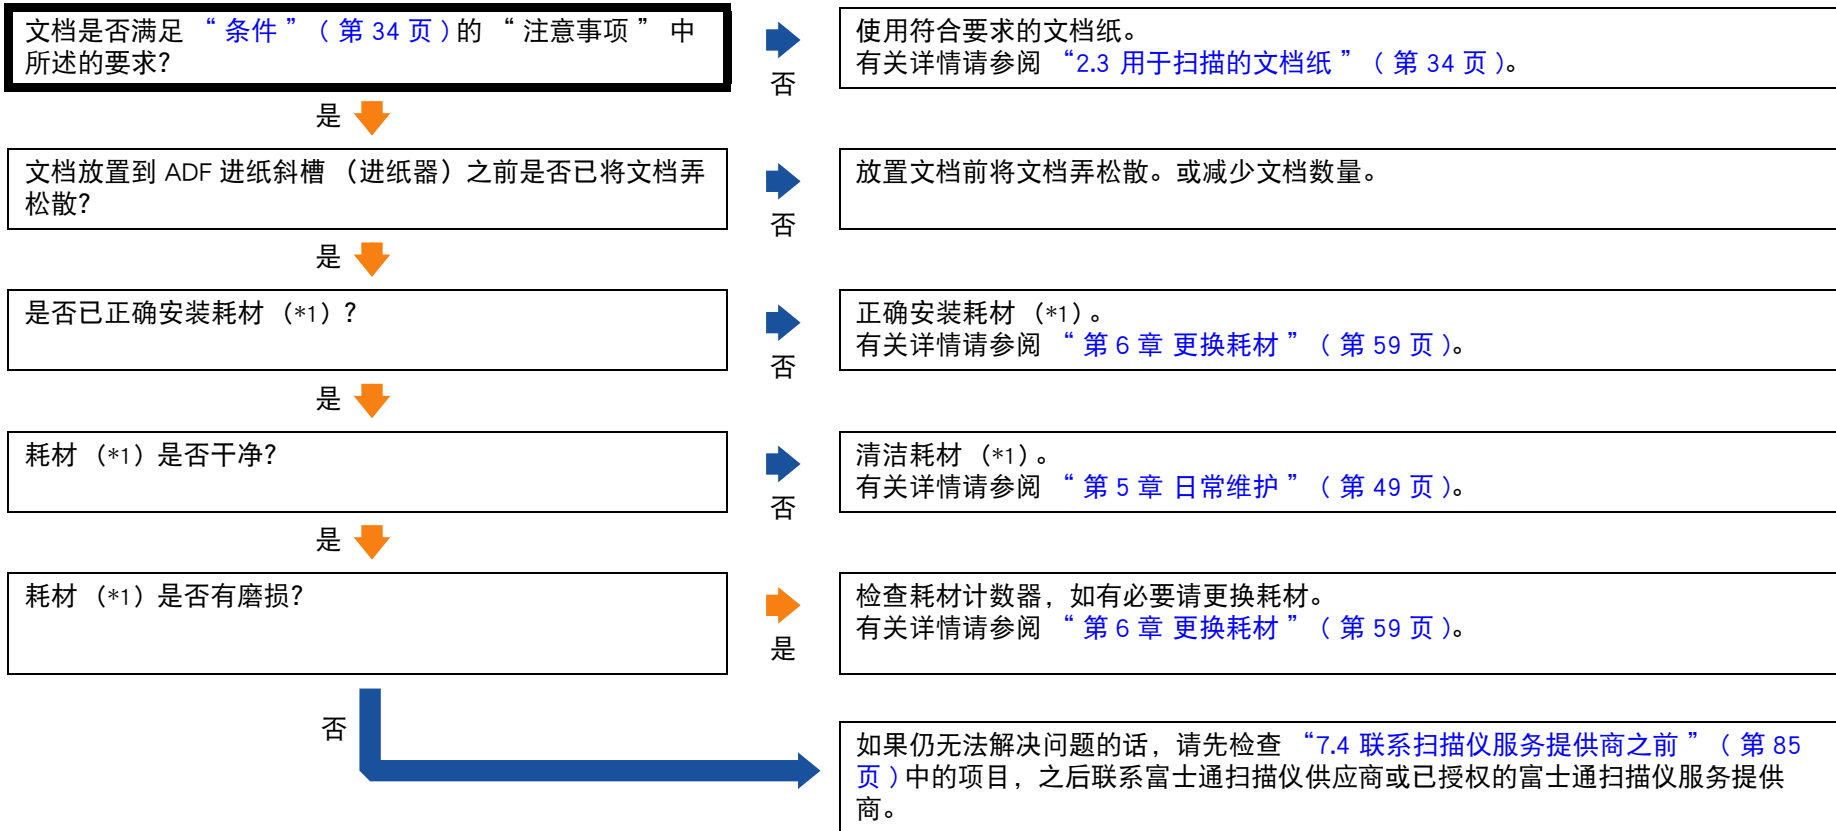 文档是否满足 “ 条件 ” ( 第 34 页 ) 的 “ 注意事项 ” 中
所述的要求?
否
使用符合要求的文档纸。
有关详情请参阅 “2.3 用于扫描的文档纸 ” ( 第 34 页 )。
是
文档放置到 ADF 进纸斜槽 (进纸器) 之前是否已将文档弄
松散?
否
放置文档前将文档弄松散。或减少文档数量。
是
是否已正确安装耗材 (*1) ?
否
正确安装耗材 (*1)。
有关详情请参阅 “ 第 6 章 更换耗材 ” ( 第 59 页 )。
是
耗材 (*1) 是否干净?
否
清洁耗材 (*1)。
有关详情请参阅 “ 第 5 章 日常维护 ” ( 第 49 页 )。
是
耗材 (*1) 是否有磨损?
是
检查耗材计数器, 如有必要请更换耗材。
有关详情请参阅 “ 第 6 章 更换耗材 ” ( 第 59 页 )。
否
如果仍无法解决问题的话, 请先检查 “7.4 联系扫描仪服务提供商之前 ” ( 第 85
页 ) 中的项目, 之后联系富士通扫描仪供应商或已授权的富士通扫描仪服务提供
商。